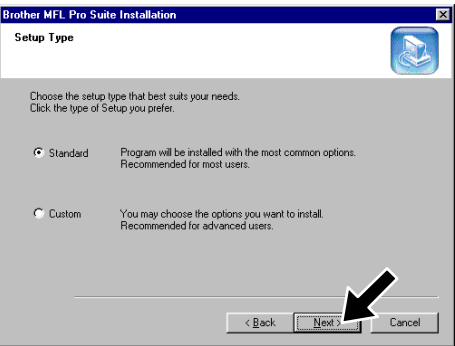 Brother MFL Pro Suite Installation
Setup Type
Choose the setup type that best suits your needs.
Click the type of Setup you prefer.
Standard Program will be installed with the most common options.
Recommended for most users.
Custom You may choose the options you want to install.
Recommended for advanced users.
< Back Next > Cancel